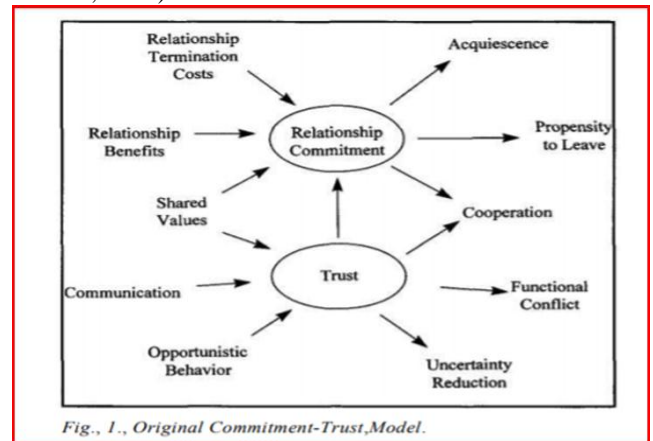 Relationship
Termination
Costs
Acquiescence
Relationship
Benefits
Relationship
Commitment
Propensity
to Leave
Shared
Values
Cooperation
Trust
Communication
Functional
Conflict
Opportunistic
Behavior
Uncertainty
Reduction
Fig., 1., Original Commitment-Trust,Model.